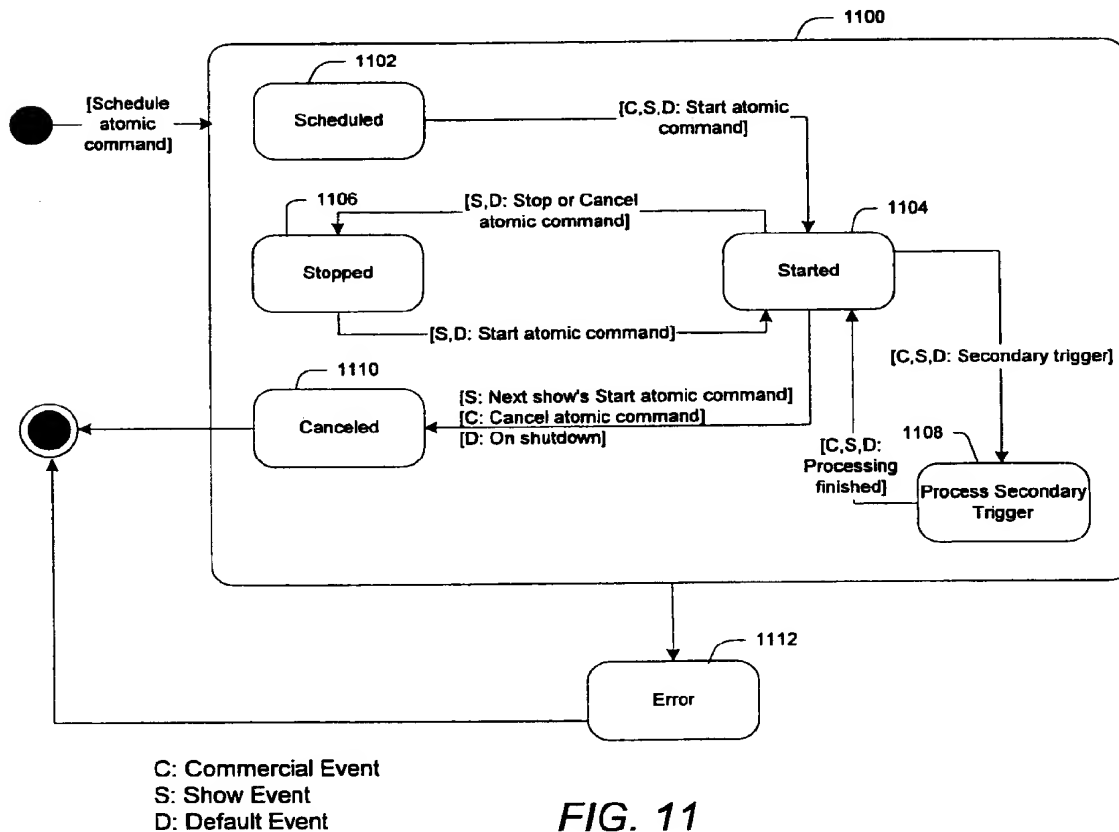 1100
1102
[Schedule
atomic
command]
Scheduled
[C,S,D: Start atomic
command]
1106
[S,D: Stop or Cancel
atomic command]
1104
Stopped
Started
[S,D: Start atomic command]
[C,S,D: Secondary trigger]
1110
[S: Next show's Start atomic command]
[C: Cancel atomic command]
[D: On shutdown]
Canceled
[C,S,D:
Processing
finished]
1108
Process Secondary
Trigger
1112
Error
C: Commercial Event
S: Show Event
D: Default Event
FIG. 11